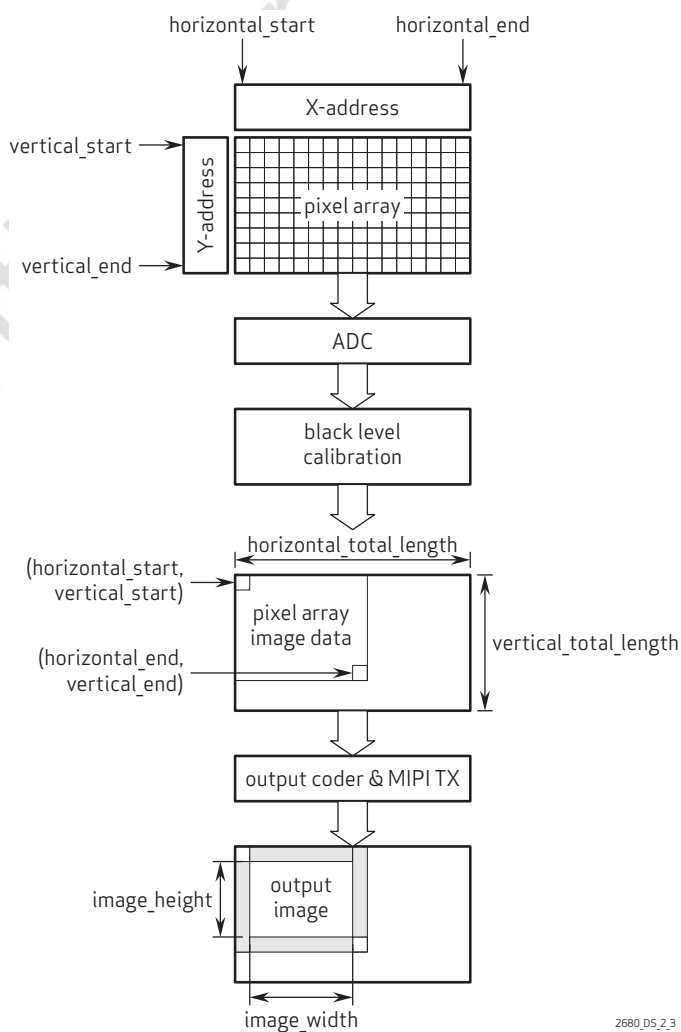 horizontal_start
horizontal_end
X-address
vertical_start
Y-address
pixel array
vertical_end
ADC
black level
calibration
horizontal_total_length
(horizontal_start,
vertical_start)
pixel array
image data
(horizontal_end,
vertical_end)
vertical_total_length
output coder & MIPI TX
image_height
output
image
image_width
2680_DS_2_3